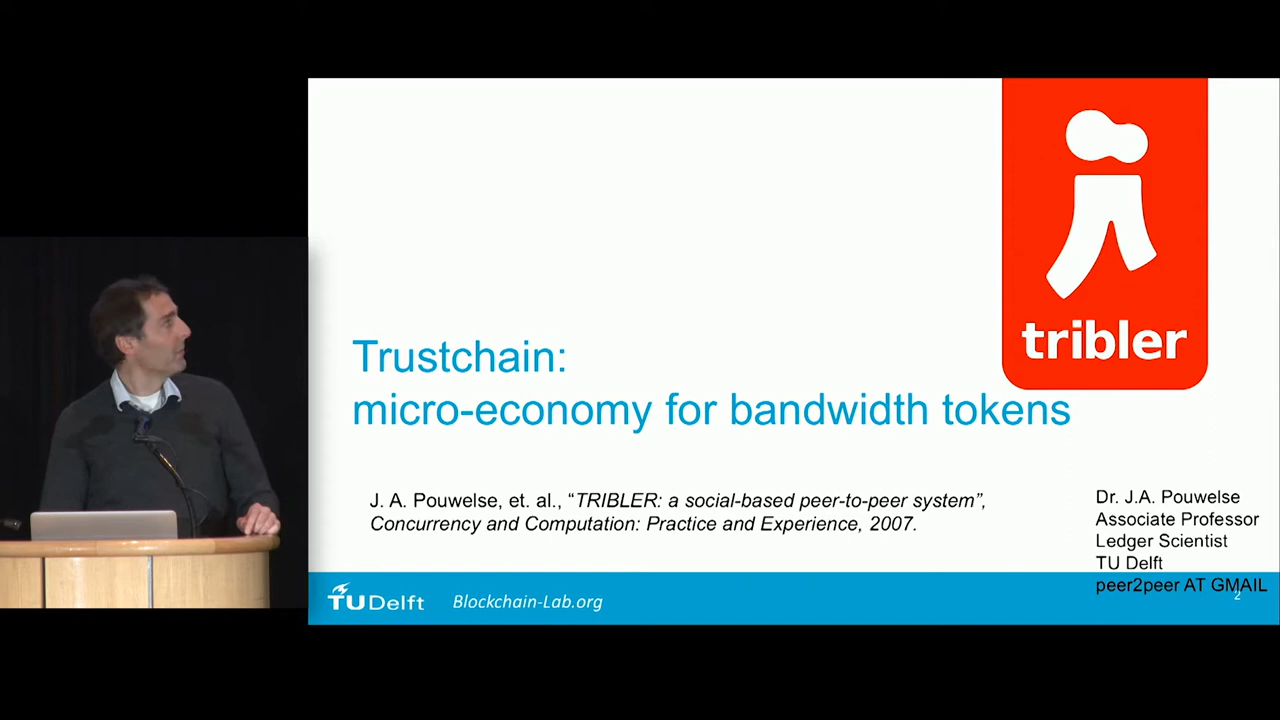 tribler
Trustchain:
micro-economy for bandwidth tokens
J. A. Pouwelse, et. al., “TRIBLER: a social-based peer-to-peer system”,
Concurrency and Computation: Practice and Experience, 2007.
Dr. J.A. Pouwelse
Associate Professor
Ledger Scientist
TU Delft
peer2peer AT GMAIL
TUDelft
Blockchain-Lab.org
2